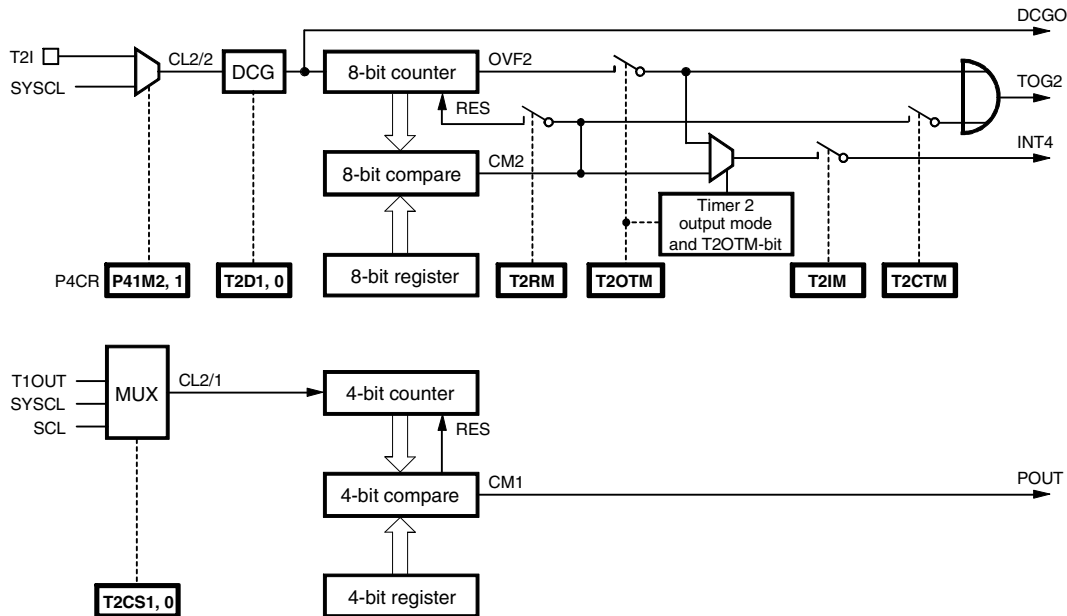 DCGO
T2I
CL2/2
DCG
8-bit counter
OVF2
TOG2
SYSCL
RES
INT4
8-bit compare
CM2
Timer 2
output mode
and T2OTM-bit
P4CR
P41M2, 1
T2D1, 0
8-bit register
T2RM
T2OTM
T2IM
T2CTM
T1OUT
SYSCL
SCL
MUX
CL2/1
4-bit counter
RES
4-bit compare
CM1
POUT
T2CS1, 0
4-bit register